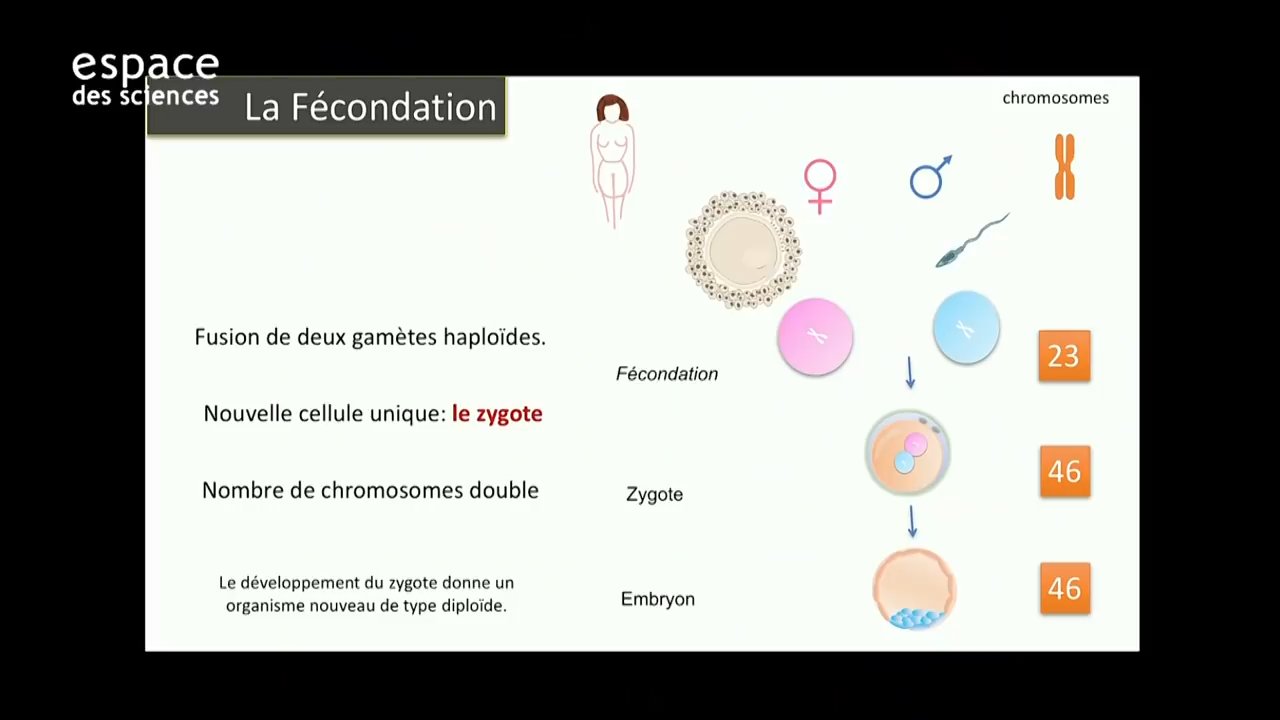 espace
des sciences
La Fécondation
chromosomes
Fusion de deux gamètes haploïdes.
Fécondation
23
Nouvelle cellule unique: le zygote
46
Nombre de chromosomes double
Zygote
Le développement du zygote donne un
organisme nouveau de type diploïde.
Embryon
46